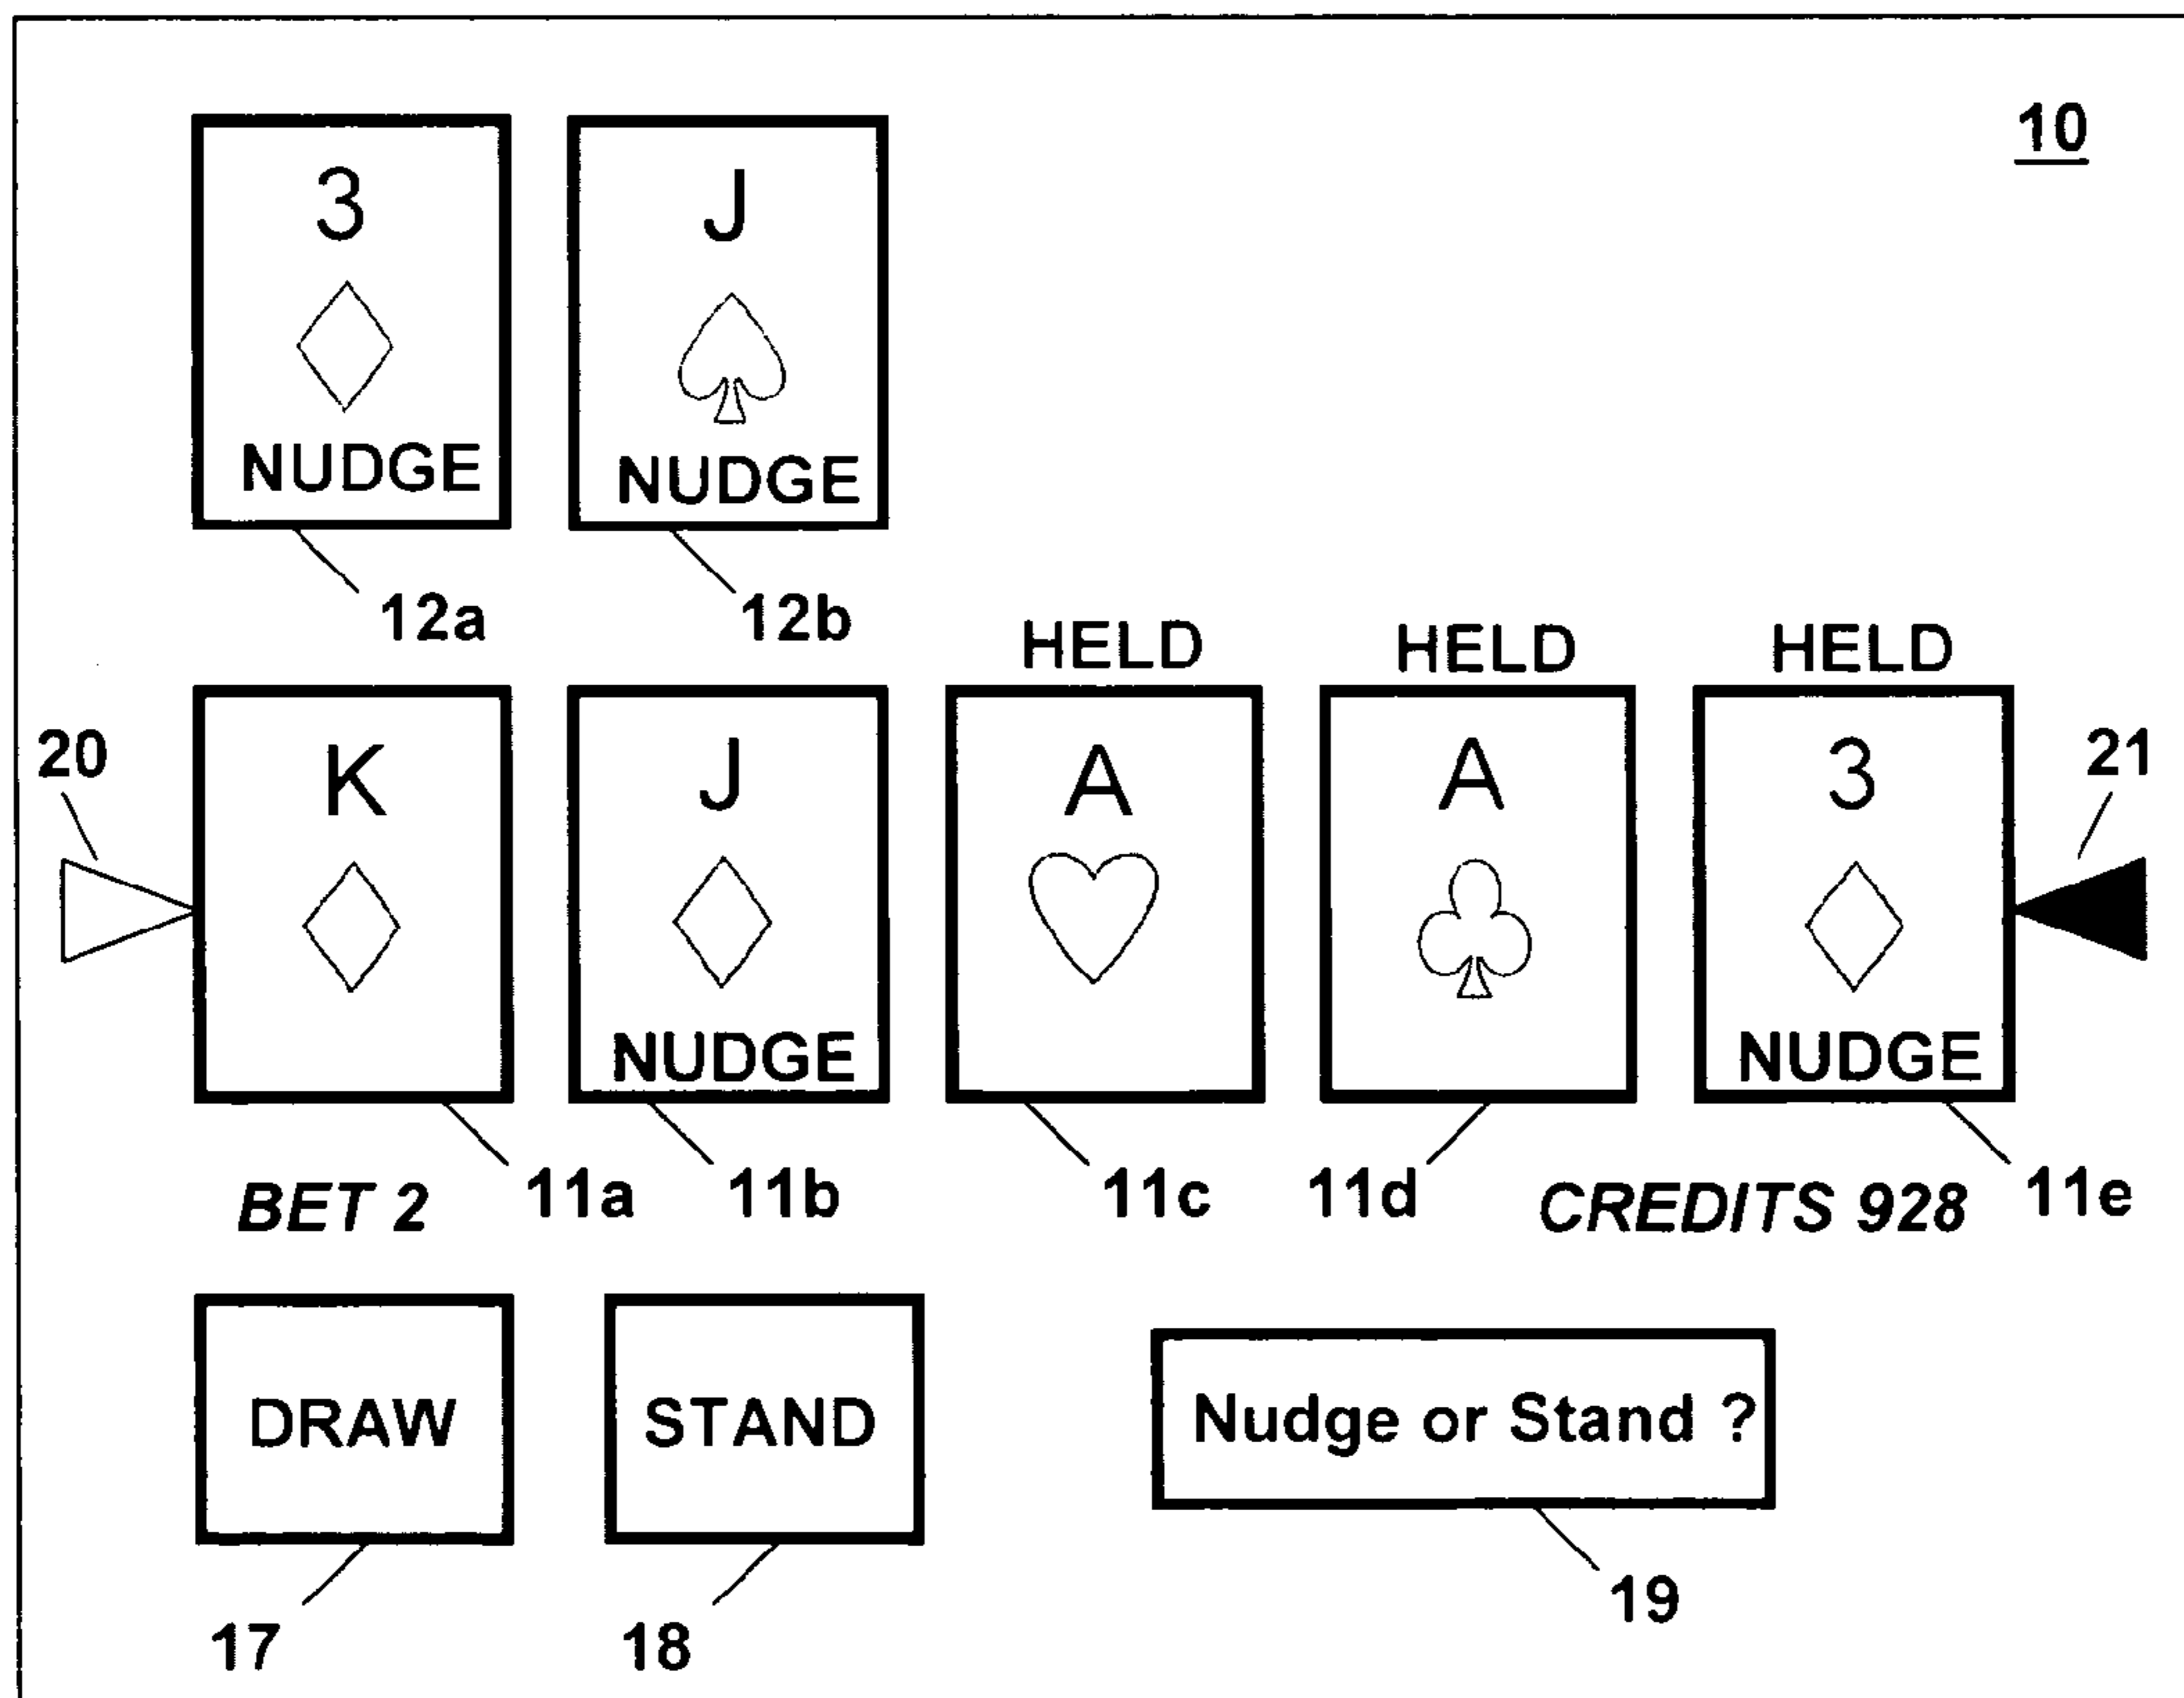 10
3 J
NUDGE NUDGE
12a 12b
HELD HELD HELD
20 K J A A 3 21
NUDGE NUDGE
11a 11b 11c 11d 11e
BET 2 CREDITS 928
DRAW STAND Nudge or Stand ?
17 18 19